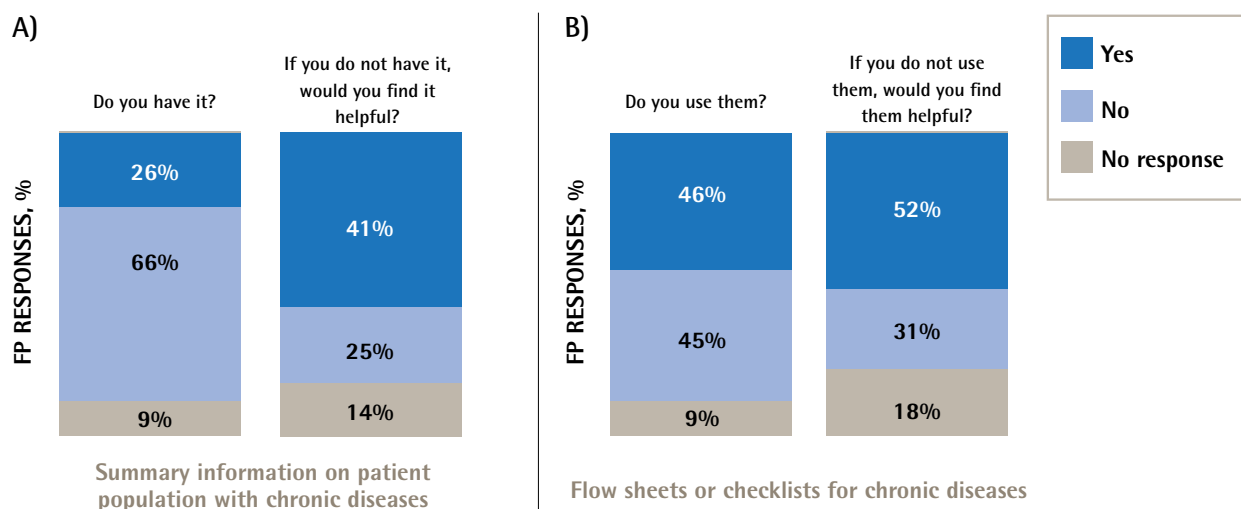 A)
Do you have it?
If you do not have it,
would you find it
helpful?
FP RESPONSES, %
26%
66%
9%
41%
25%
14%
Summary information on patient
population with chronic diseases
B)
Do you use them?
If you do not use
them, would you find
them helpful?
FP RESPONSES, %
46%
45%
9%
52%
31%
18%
Flow sheets or checklists for chronic diseases
Yes
No
No response